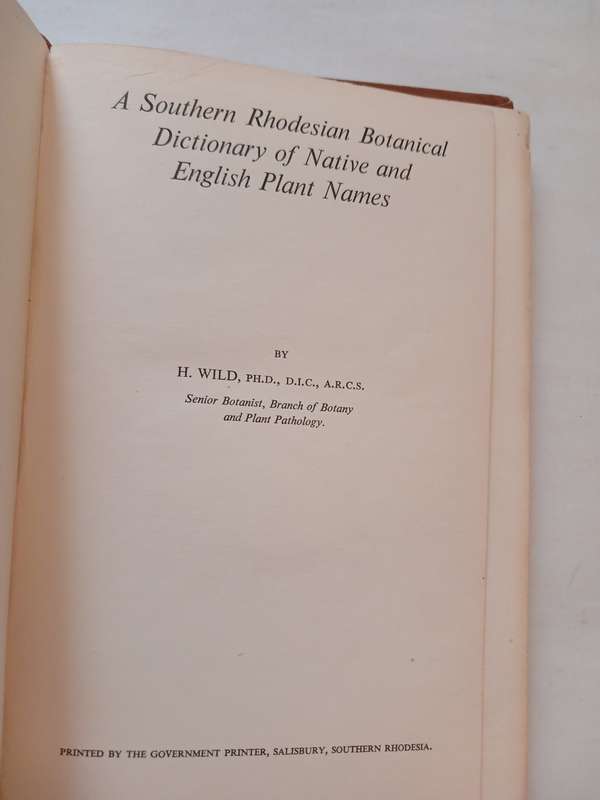 A Southern Rhodesian Botanical
Dictionary of Native and
English Plant Names
BY
H. WILD, PH.D., D.I.C., A.R.C.S.
Senior Botanist, Branch of Botany
and Plant Pathology.
PRINTED BY THE GOVERNMENT PRINTER, SALISBURY, SOUTHERN RHODESIA.